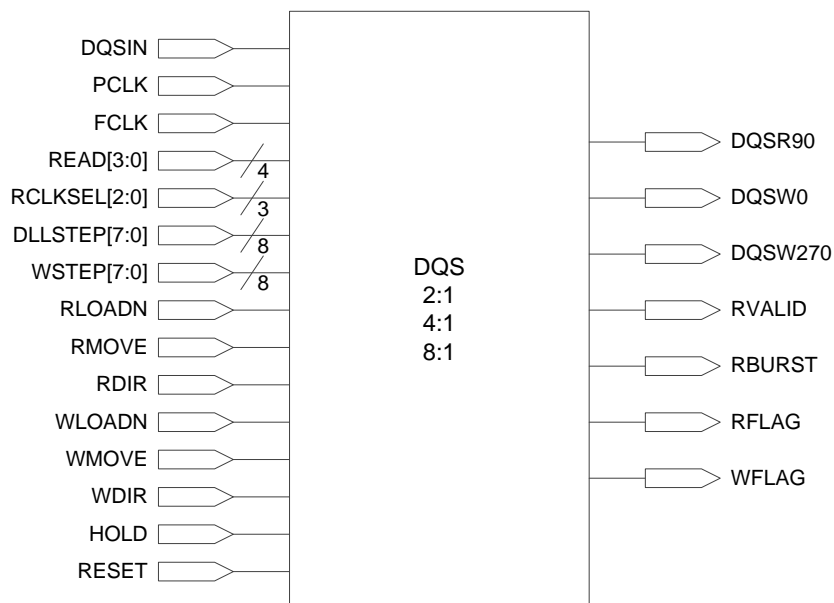 DQSIN
PCLK
FCLK
READ[3:0]
4
RCLKSEL[2:0]
3
DLLSTEP[7:0]
8
WSTEP[7:0]
8
RLOADN
RMOVE
RDIR
WLOADN
WMOVE
WDIR
HOLD
RESET
DQS
2:1
4:1
8:1
DQSR90
DQSW0
DQSW270
RVALID
RBURST
RFLAG
WFLAG